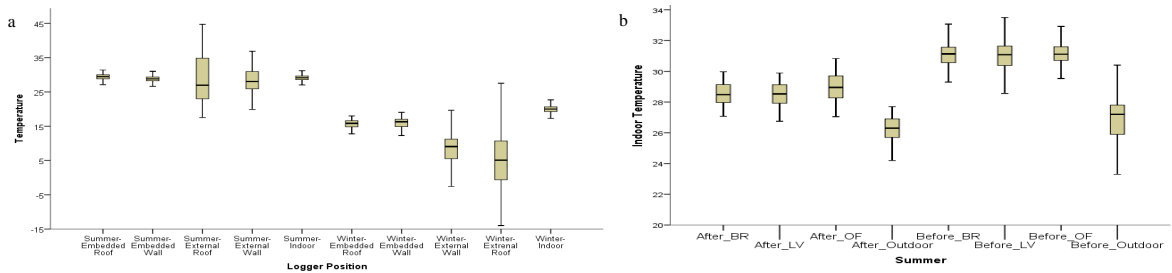 a
45
35
25
15
5
-5
-15
Temperature
Summer-Embedded Roof
Summer-Embedded Wall
Summer-External Roof
Summer-External Wall
Summer-Indoor
Winter-Embedded Roof
Winter-Embedded Wall
Winter-External Wall
Winter-Extrenal Roof
Winter-Indoor
Logger Position
b
34
32
30
28
26
24
22
20
Indoor Temperature
After_BR
After_LV
After_OF
After_Outdoor
Before_BR
Before_LV
Before_OF
Before_Outdoor
Summer